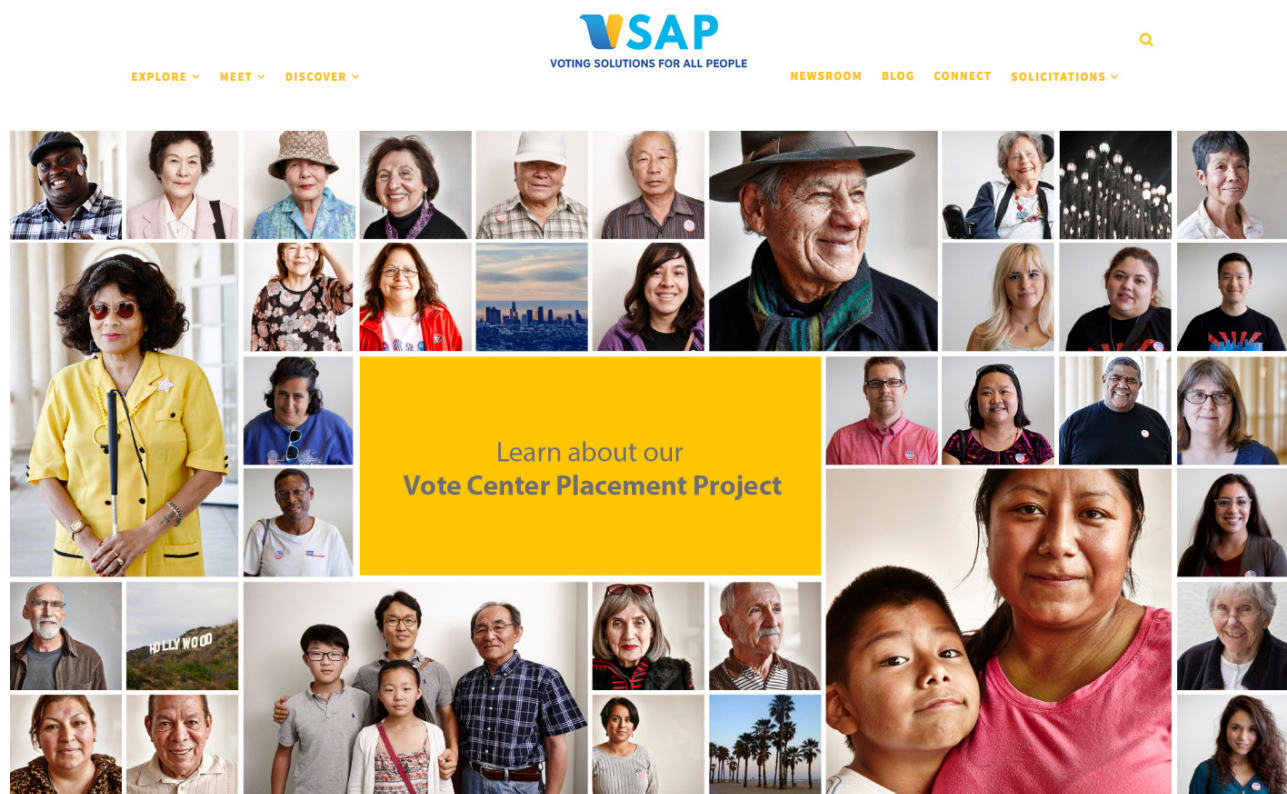 VSAP
VOTING SOLUTIONS FOR ALL PEOPLE
EXPLORE MEET DISCOVER
NEWSROOM BLOG CONNECT SOLICITATIONS
Learn about our
Vote Center Placement Project
HOLLYWOOD